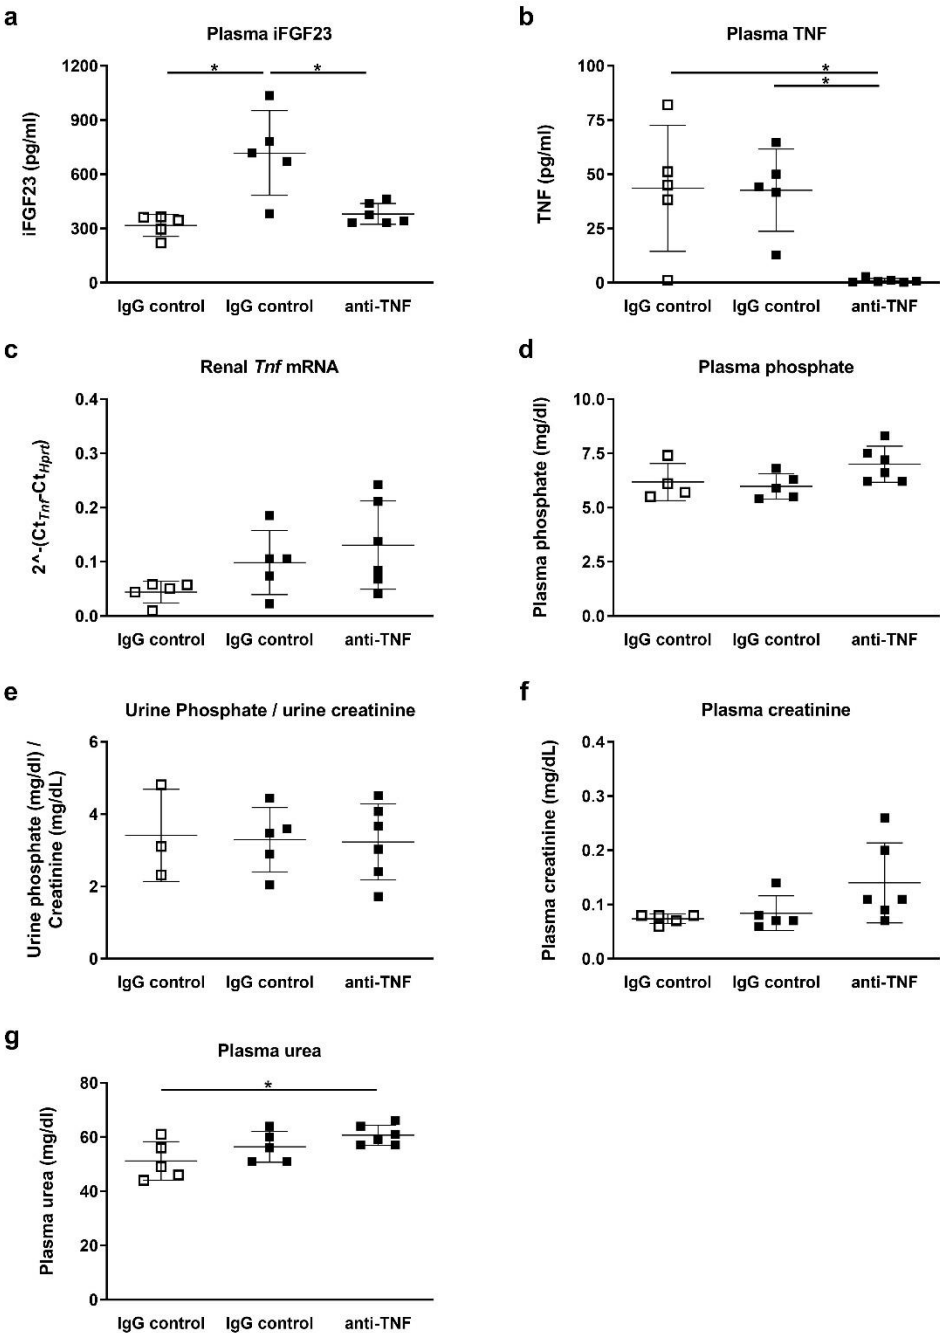 a
Plasma iFGF23
iFGF23 (pg/ml)
1200
900
600
300
0
* *
IgG control IgG control anti-TNF
b
Plasma TNF
TNF (pg/ml)
100
75
50
25
0
*
*
IgG control IgG control anti-TNF
c
Renal Tnf mRNA
2^-(CtTnf-CtHprt)
0.4
0.3
0.2
0.1
0.0
IgG control IgG control anti-TNF
d
Plasma phosphate
Plasma phosphate (mg/dl)
10.0
7.5
5.0
2.5
0.0
IgG control IgG control anti-TNF
e
Urine Phosphate / urine creatinine
Urine phosphate (mg/dl) /
Creatinine (mg/dL)
6
4
2
0
IgG control IgG control anti-TNF
f
Plasma creatinine
Plasma creatinine (mg/dL)
0.4
0.3
0.2
0.1
0.0
IgG control IgG control anti-TNF
g
Plasma urea
Plasma urea (mg/dl)
80
60
40
20
0
*
IgG control IgG control anti-TNF